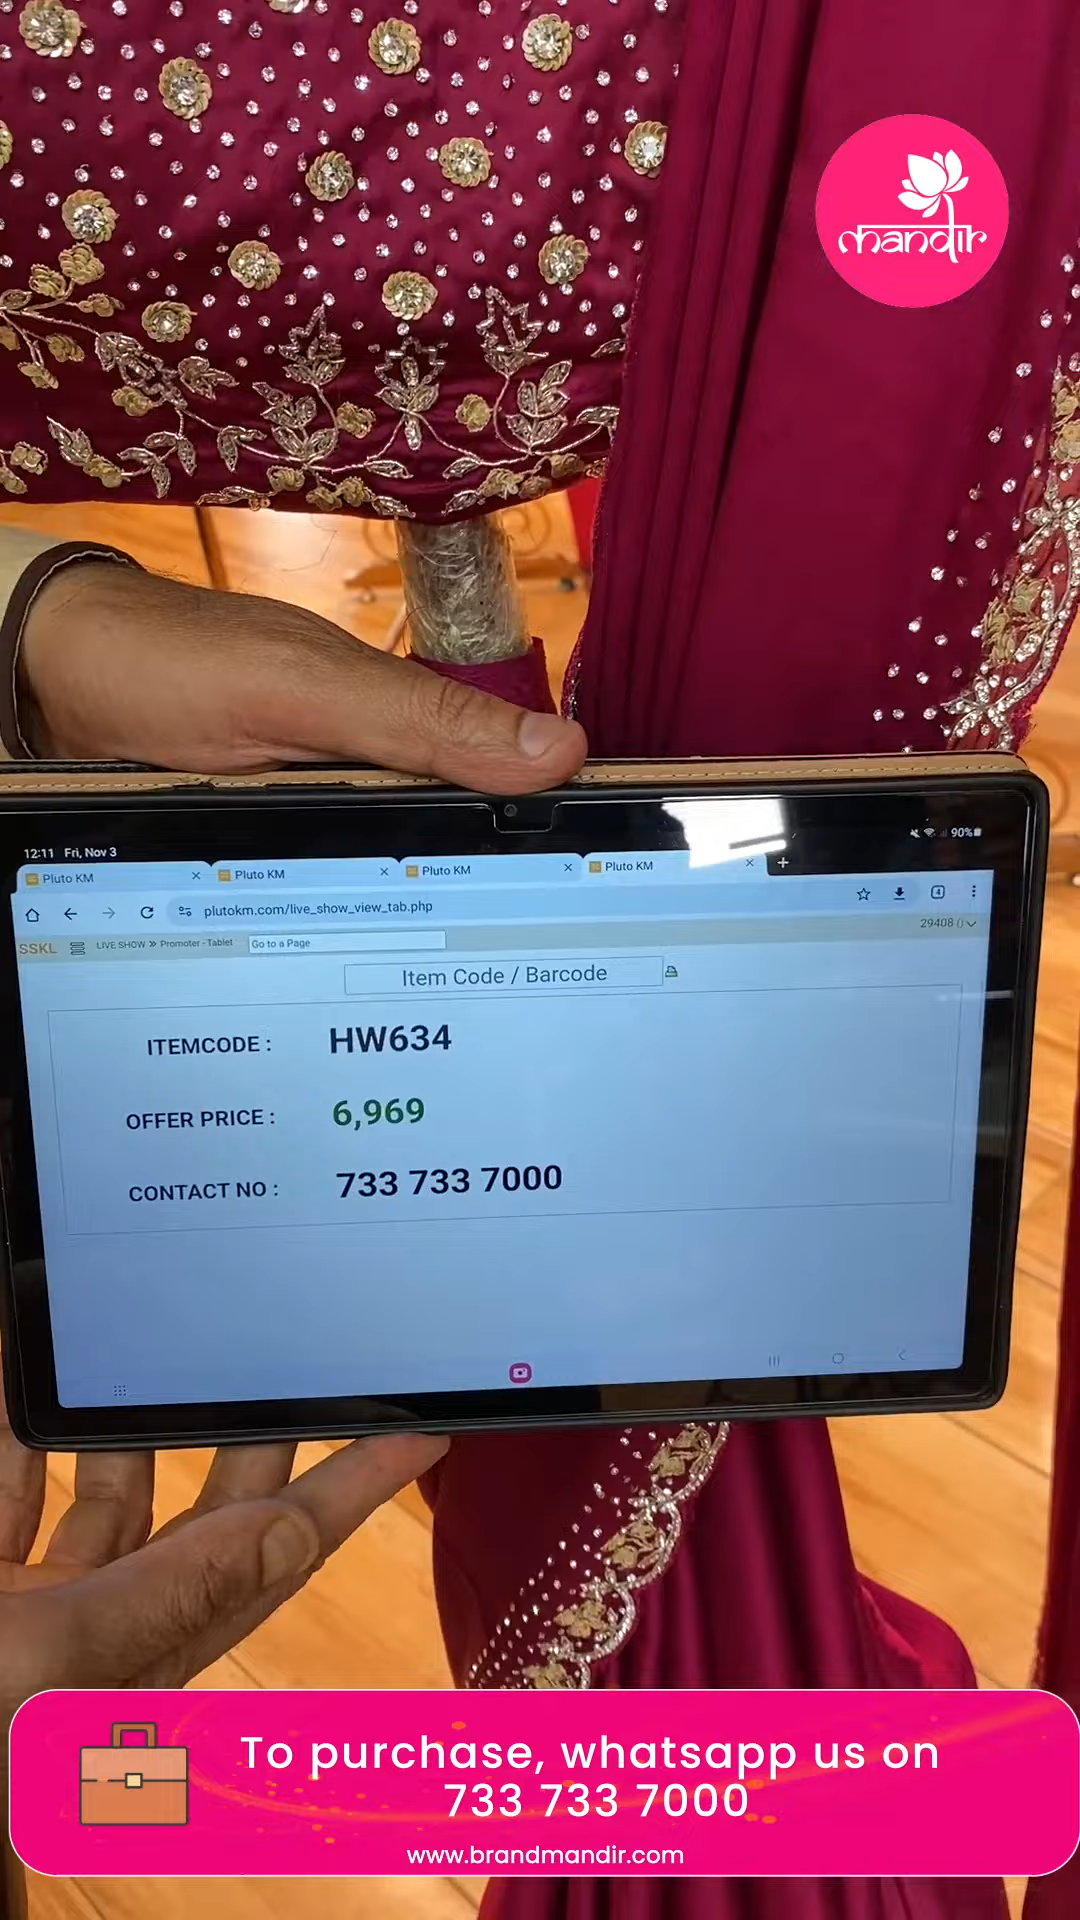 mandir
12:11 Fri, Nov 3
90%
Pluto KM
Pluto KM
Pluto KM
Pluto KM
plutokm.com/live_show_view_tab.php
4
29408 ()
SSKL
LIVE SHOW » Promoter - Tablet
Go to a Page
Item Code / Barcode
ITEMCODE : HW634
OFFER PRICE : 6,969
CONTACT NO : 733 733 7000
To purchase, whatsapp us on
733 733 7000
www.brandmandir.com